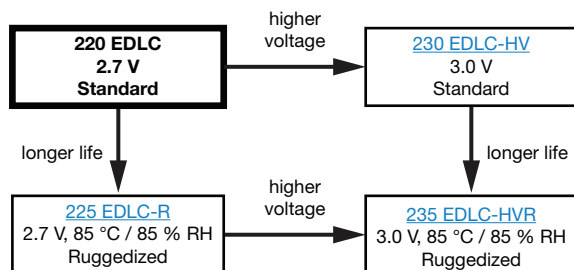 220 EDLC
2.7 V
Standard
higher
voltage
230 EDLC-HV
3.0 V
Standard
longer life
longer life
225 EDLC-R
2.7 V, 85 °C / 85 % RH
Ruggedized
higher
voltage
235 EDLC-HVR
3.0 V, 85 °C / 85 % RH
Ruggedized